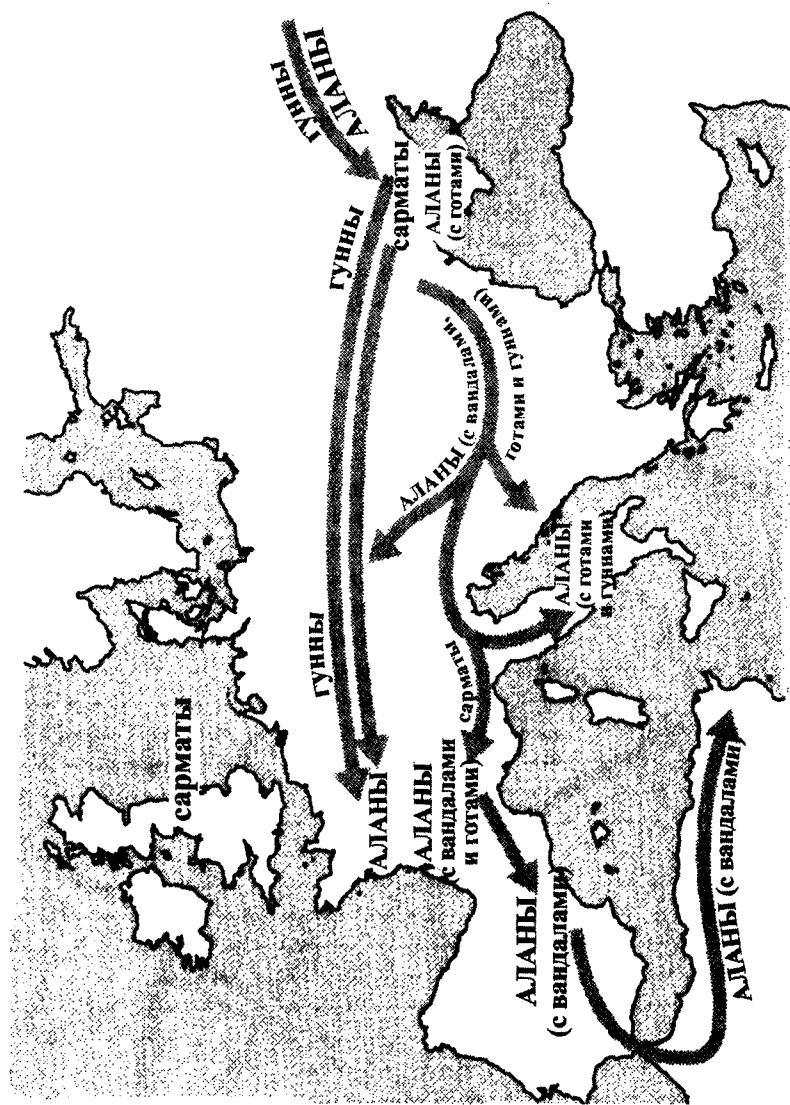 сарматы
гунны
гунны
гунны
АЛАНЫ
сарматы
АЛАНЫ
(с готами)
АЛАНЫ (с вандалами,
готами и гуннами)
АЛАНЫ
АЛАНЫ
(с вандалами
и готами)
сарматы
АЛАНЫ
(с готами
и гуннами)
АЛАНЫ
(с вандалами)
АЛАНЫ (с вандалами)